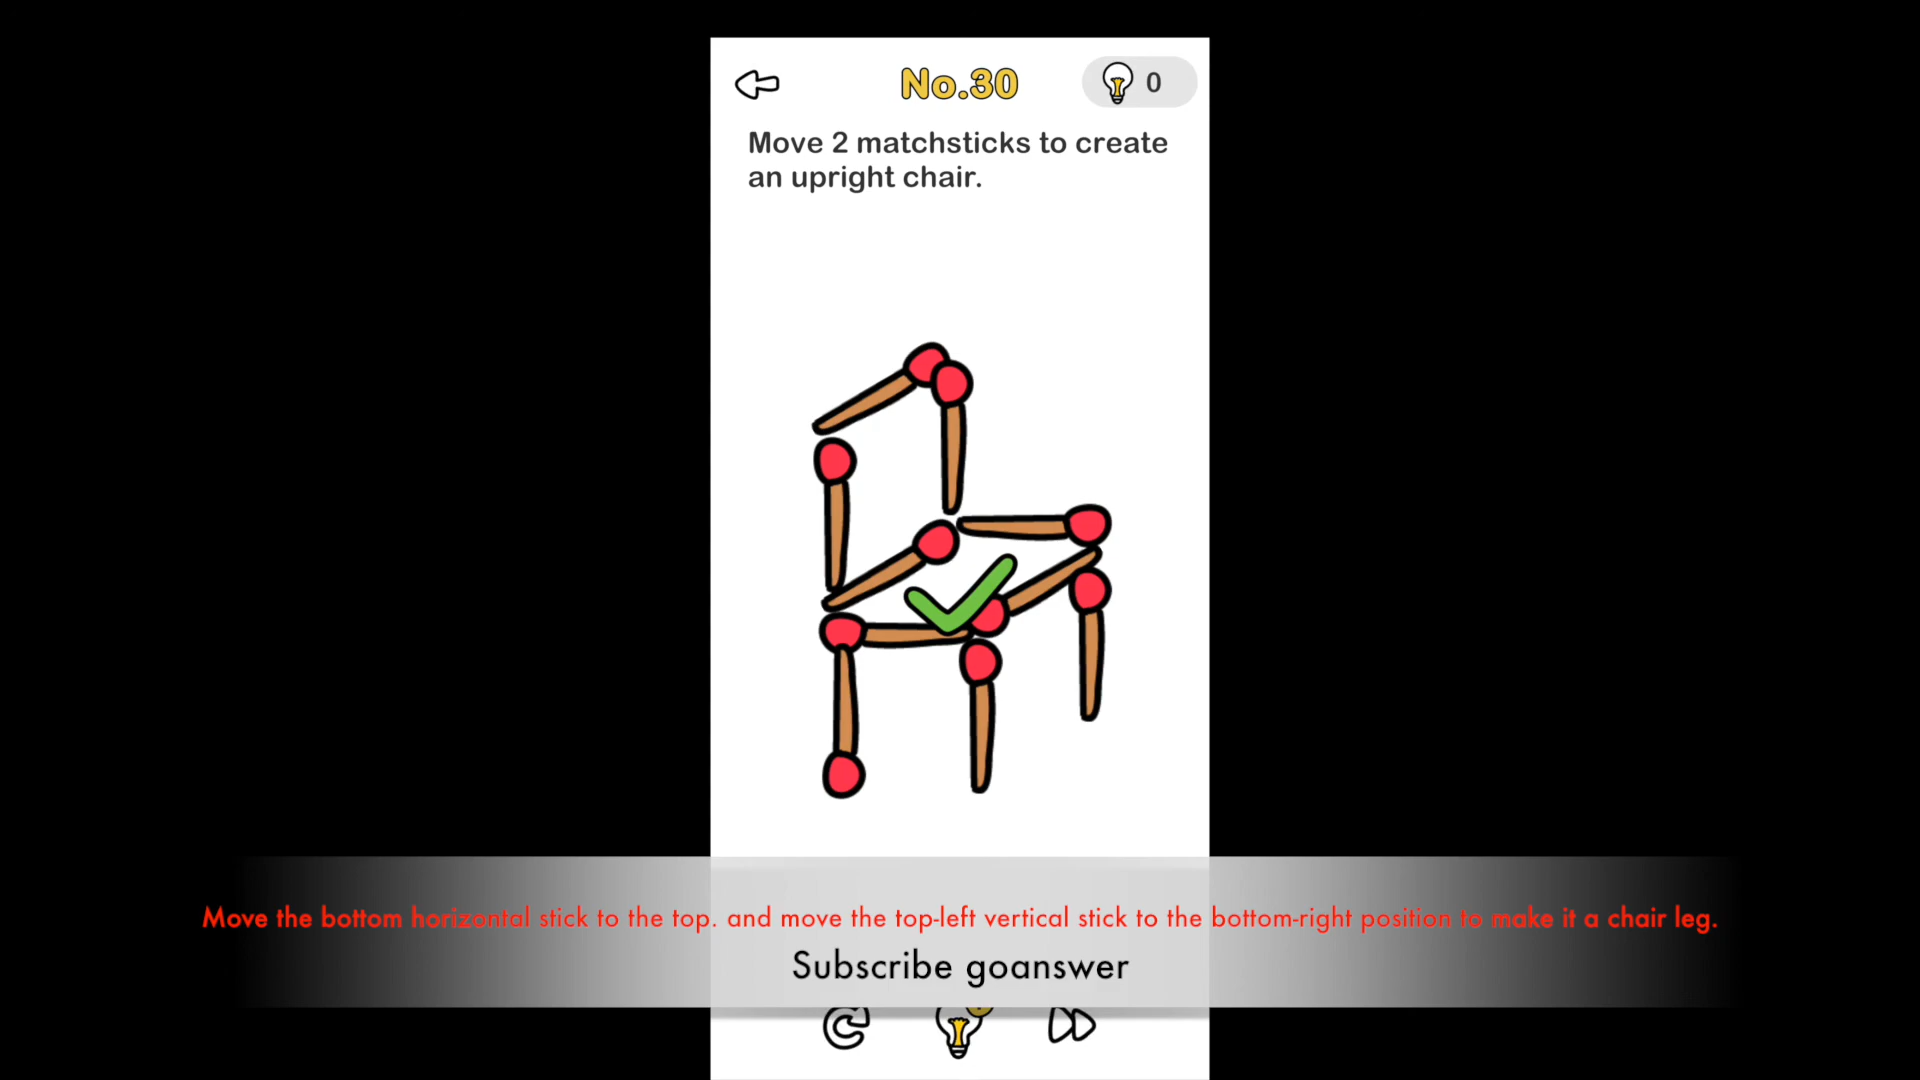 No.30
0
Move 2 matchsticks to create
an upright chair.
Move the bottom horizontal stick to the top. and move the top-left vertical stick to the bottom-right position to make it a chair leg.
Subscribe goanswer